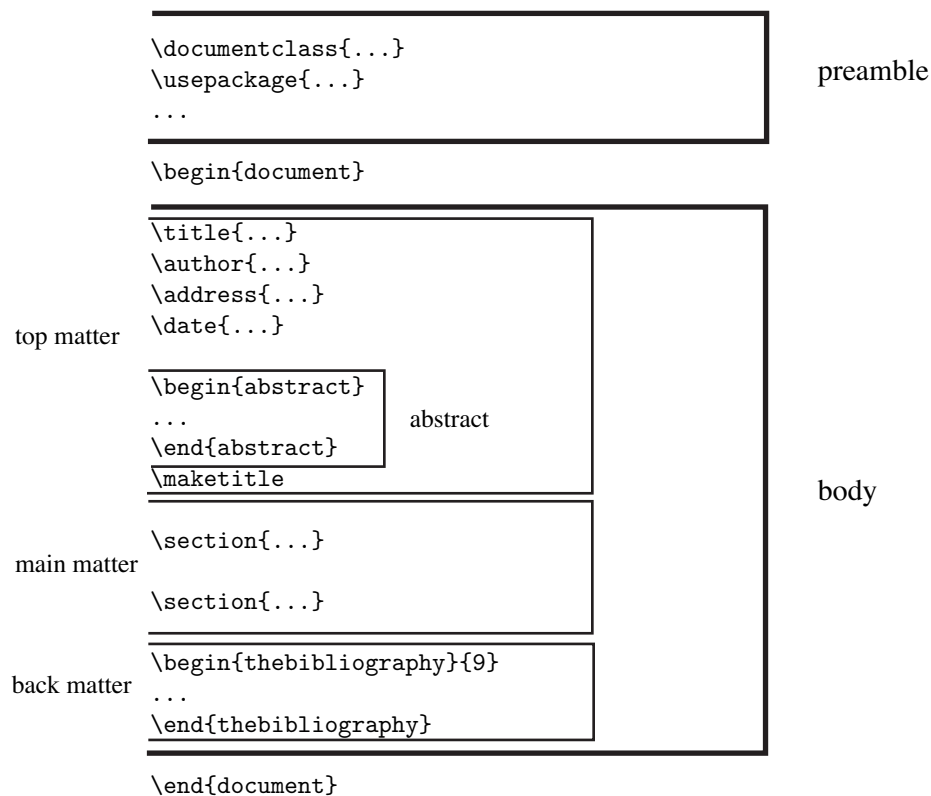 \documentclass{...}
\usepackage{...}
...
preamble
\begin{document}
\title{...}
\author{...}
\address{...}
\date{...}
top matter
\begin{abstract}
...
abstract
\end{abstract}
\maketitle
body
\section{...}
main matter
\section{...}
\begin{thebibliography}{9}
back matter
...
\end{thebibliography}
\end{document}